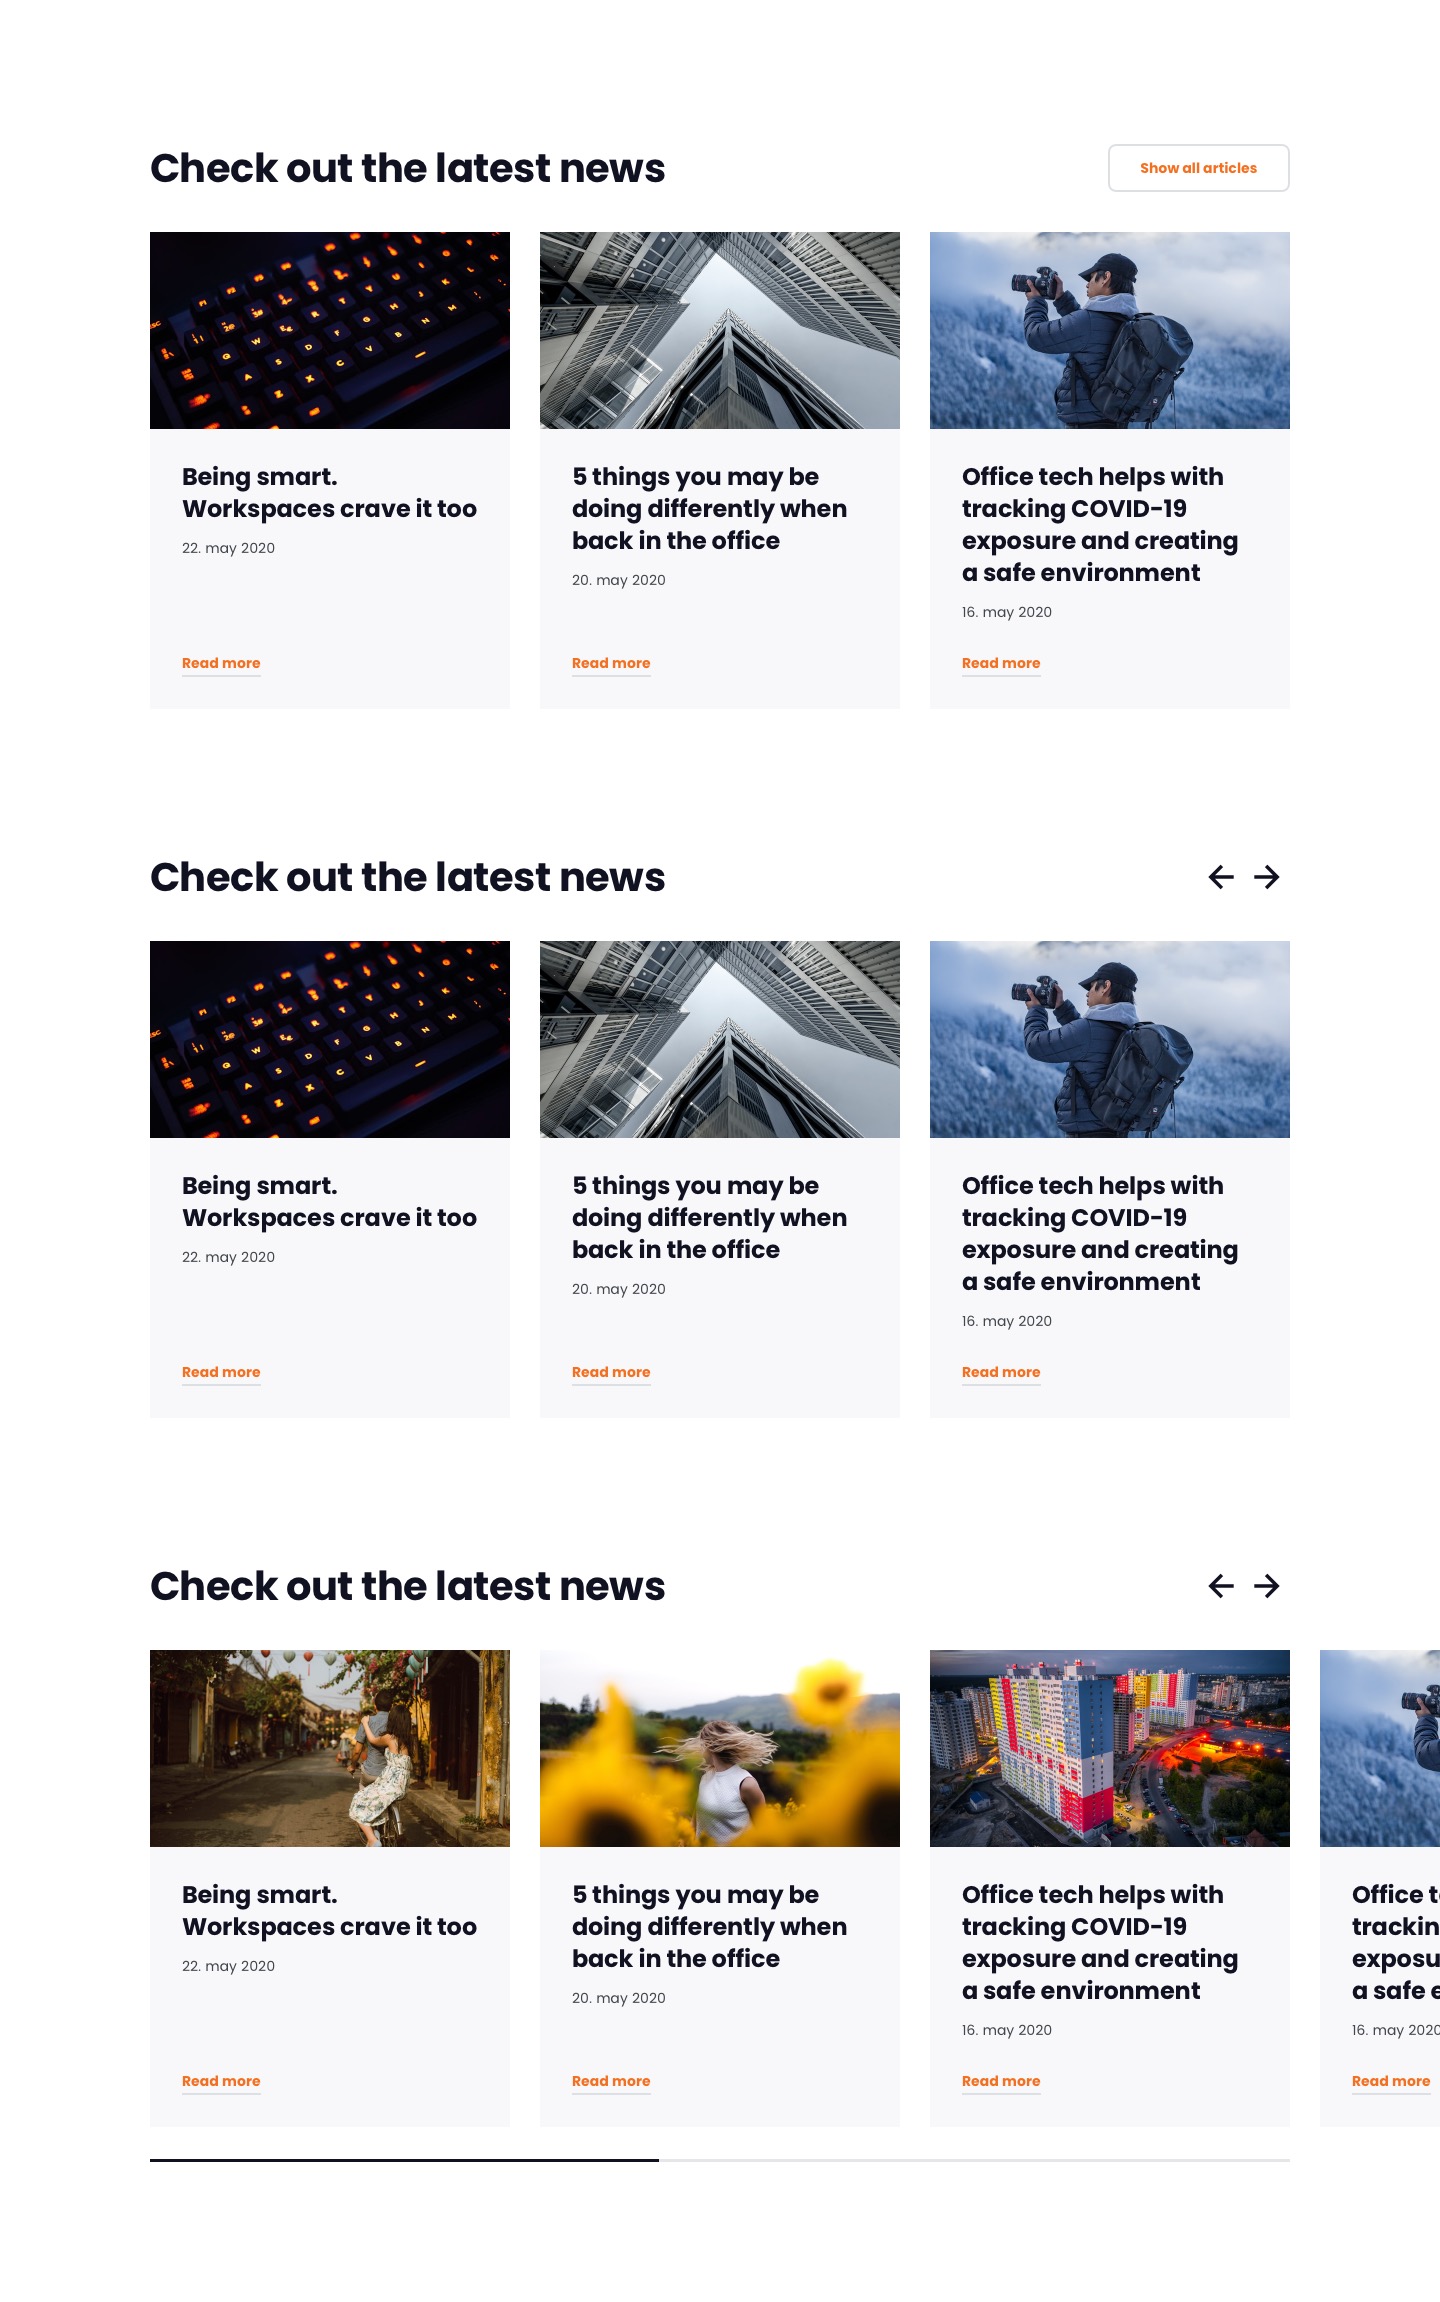 Check out the latest news
Show all articles
Being smart.
Workspaces crave it too
22. may 2020
Read more
5 things you may be
doing differently when
back in the office
20. may 2020
Read more
Office tech helps with
tracking COVID-19
exposure and creating
a safe environment
16. may 2020
Read more
Check out the latest news
Being smart.
Workspaces crave it too
22. may 2020
Read more
5 things you may be
doing differently when
back in the office
20. may 2020
Read more
Office tech helps with
tracking COVID-19
exposure and creating
a safe environment
16. may 2020
Read more
Check out the latest news
Being smart.
Workspaces crave it too
22. may 2020
Read more
5 things you may be
doing differently when
back in the office
20. may 2020
Read more
Office tech helps with
tracking COVID-19
exposure and creating
a safe environment
16. may 2020
Read more
Office
a safe
16. may 2020
Read more